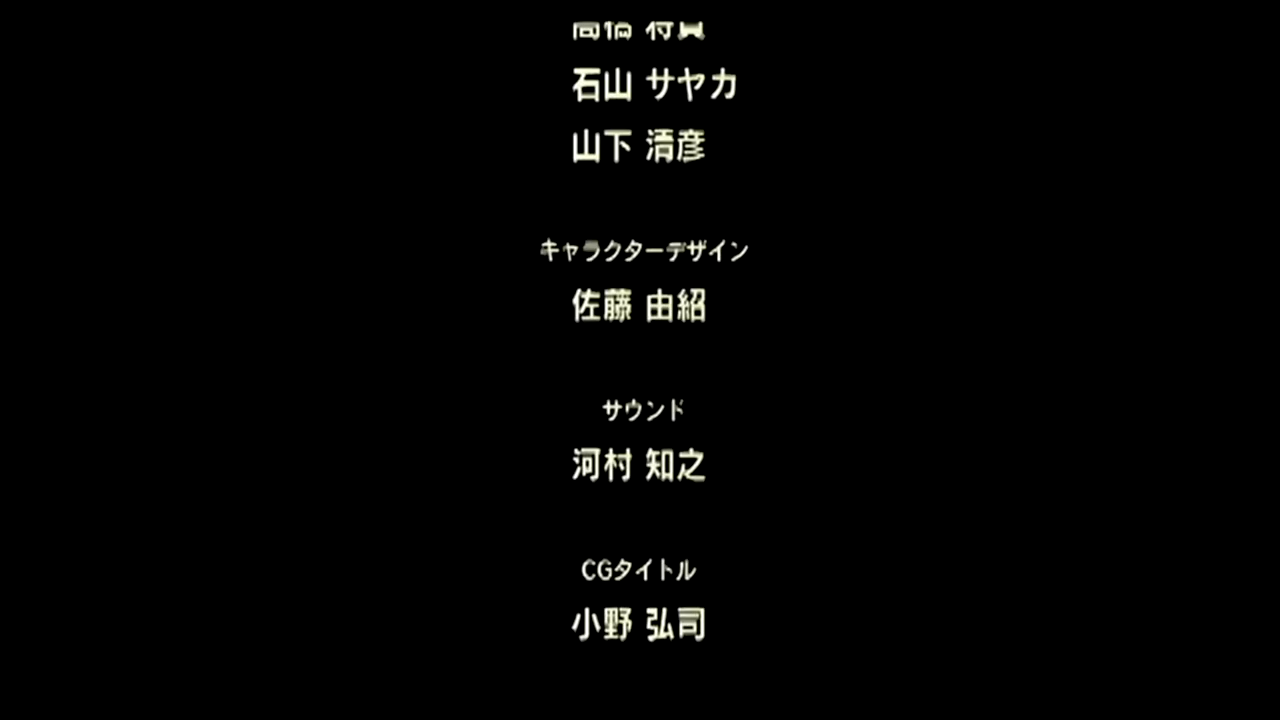 石山 サヤカ
山下 清彦
キャラクターデザイン
佐藤 由紹
サウンド
河村 知之
CGタイトル
小野 弘司